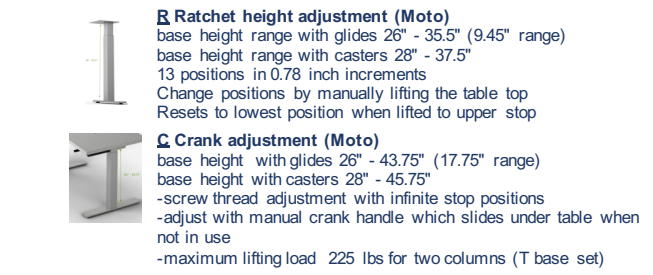 R Ratchet height adjustment (Moto)
base height range with glides 26" - 35.5" (9.45" range)
base height range with casters 28" - 37.5"
13 positions in 0.78 inch increments
Change positions by manually lifting the table top
Resets to lowest position when lifted to upper stop
C Crank adjustment (Moto)
base height with glides 26" - 43.75" (17.75" range)
base height with casters 28" - 45.75"
-screw thread adjustment with infinite stop positions
-adjust with manual crank handle which slides under table when
not in use
-maximum lifting load 225 lbs for two columns (T base set)